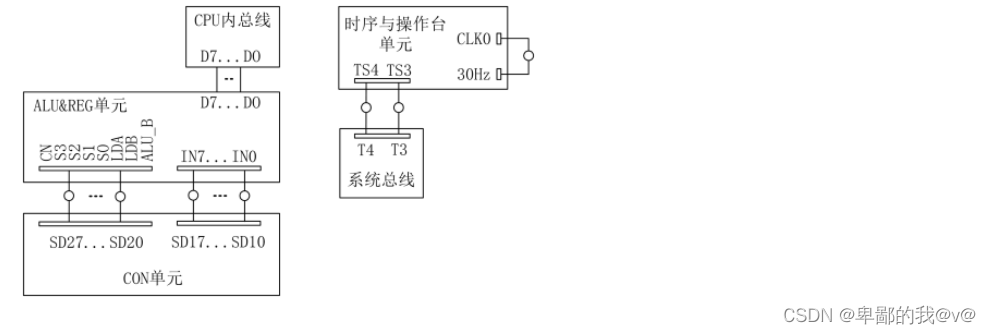 CPU内总线
D7...D0
D7...D0
ALU&REG单元
CN
S3
S2
S1
S0
LDA
LDB
ALU_B
IN7...IN0
SD27...SD20
SD17...SD10
CON单元
时序与操作台
单元
CLK0
30Hz
TS4 TS3
T4 T3
系统总线
CSDN @卑鄙的我@v@